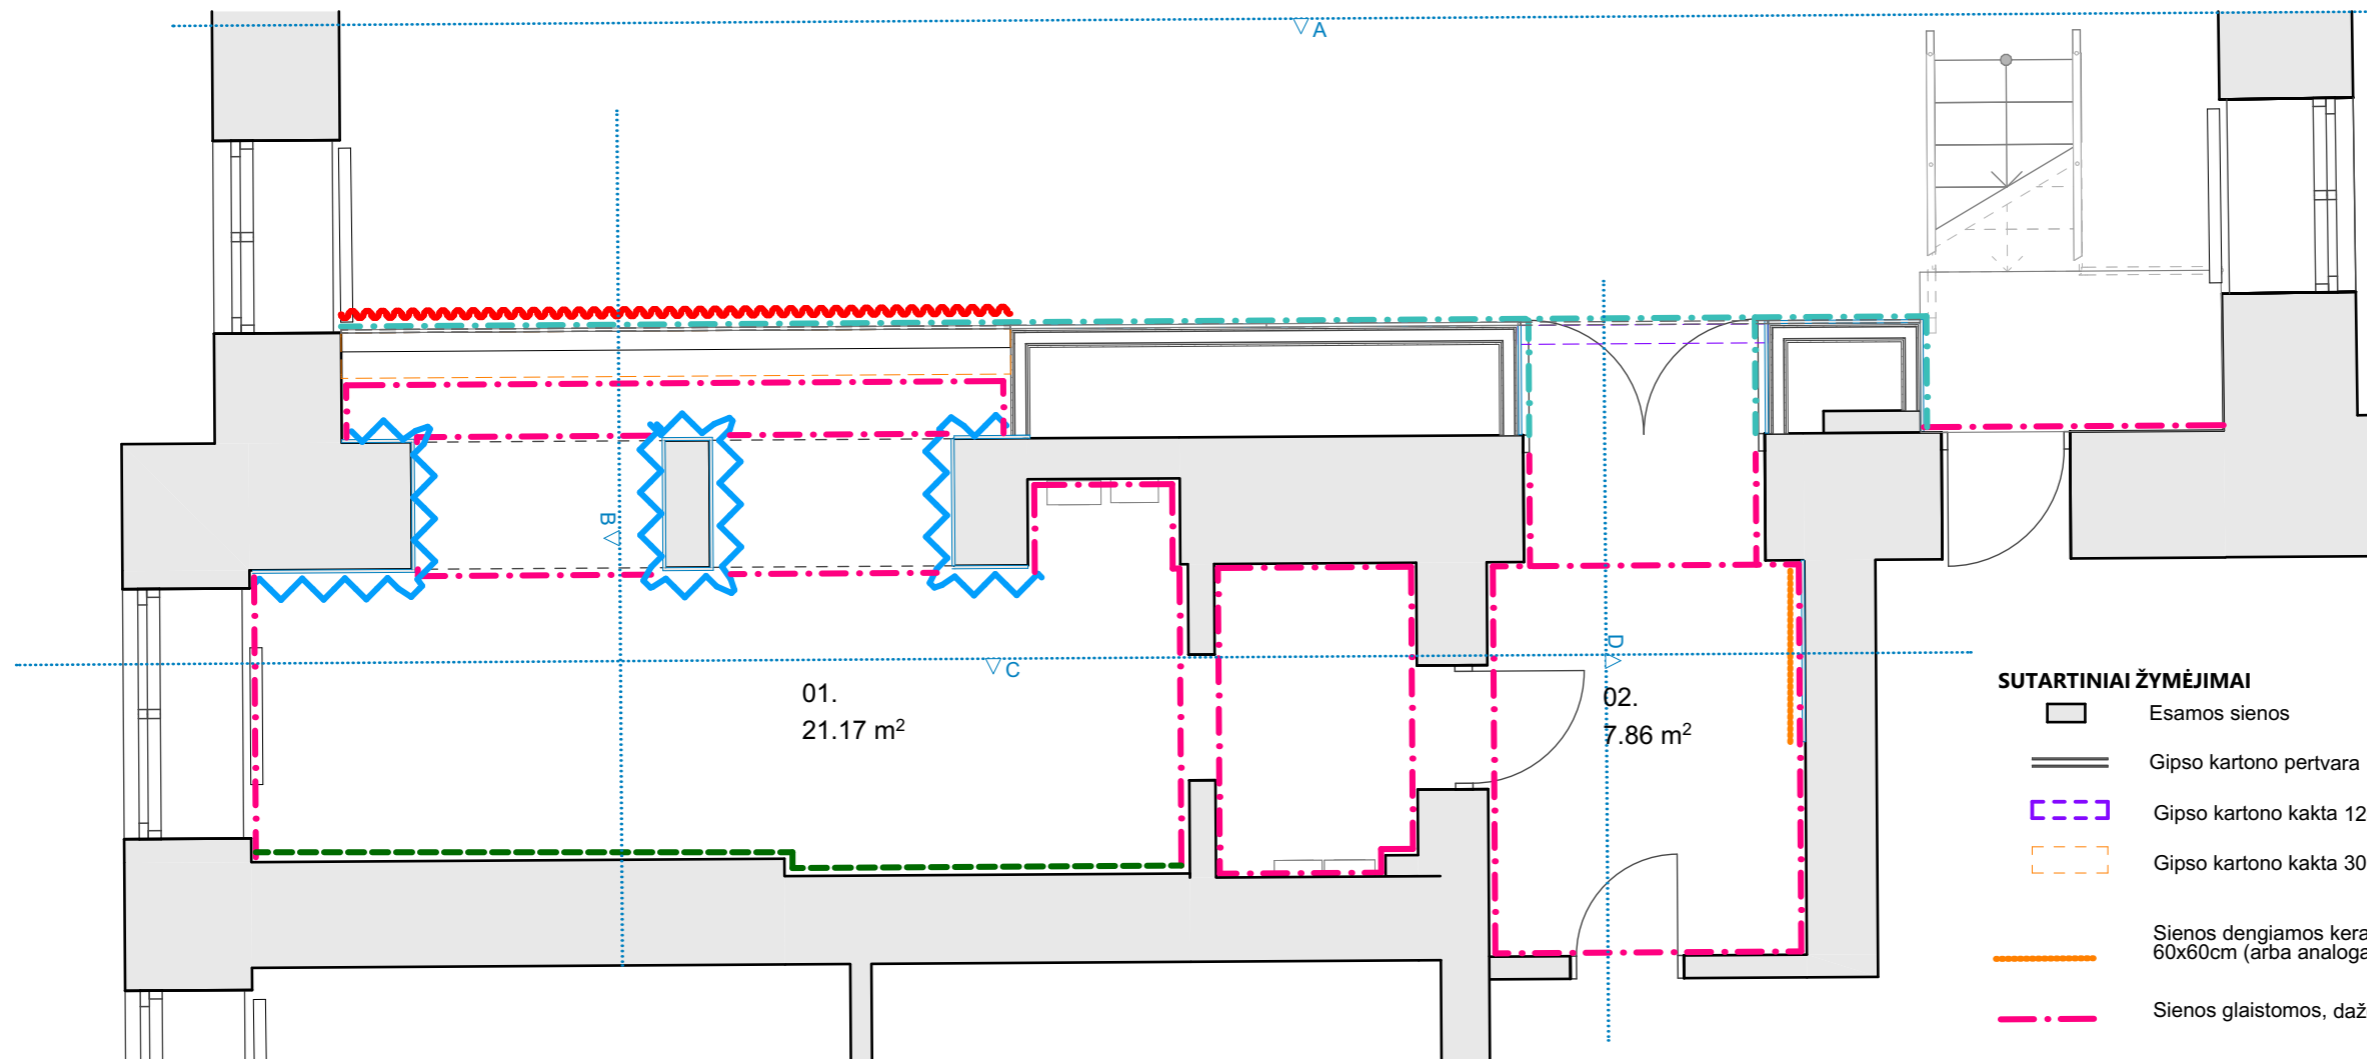 A
B
C
D
01.
21.17 m²
02.
7.86 m²
SUTARTINIAI ŽYMĖJIMAI
Esamos sienos
Gipso kartono pertvara
Gipso kartono kakta 12
Gipso kartono kakta 30
Sienos dengiamos kera
60x60cm (arba analoga
Sienos glaistomos, daž